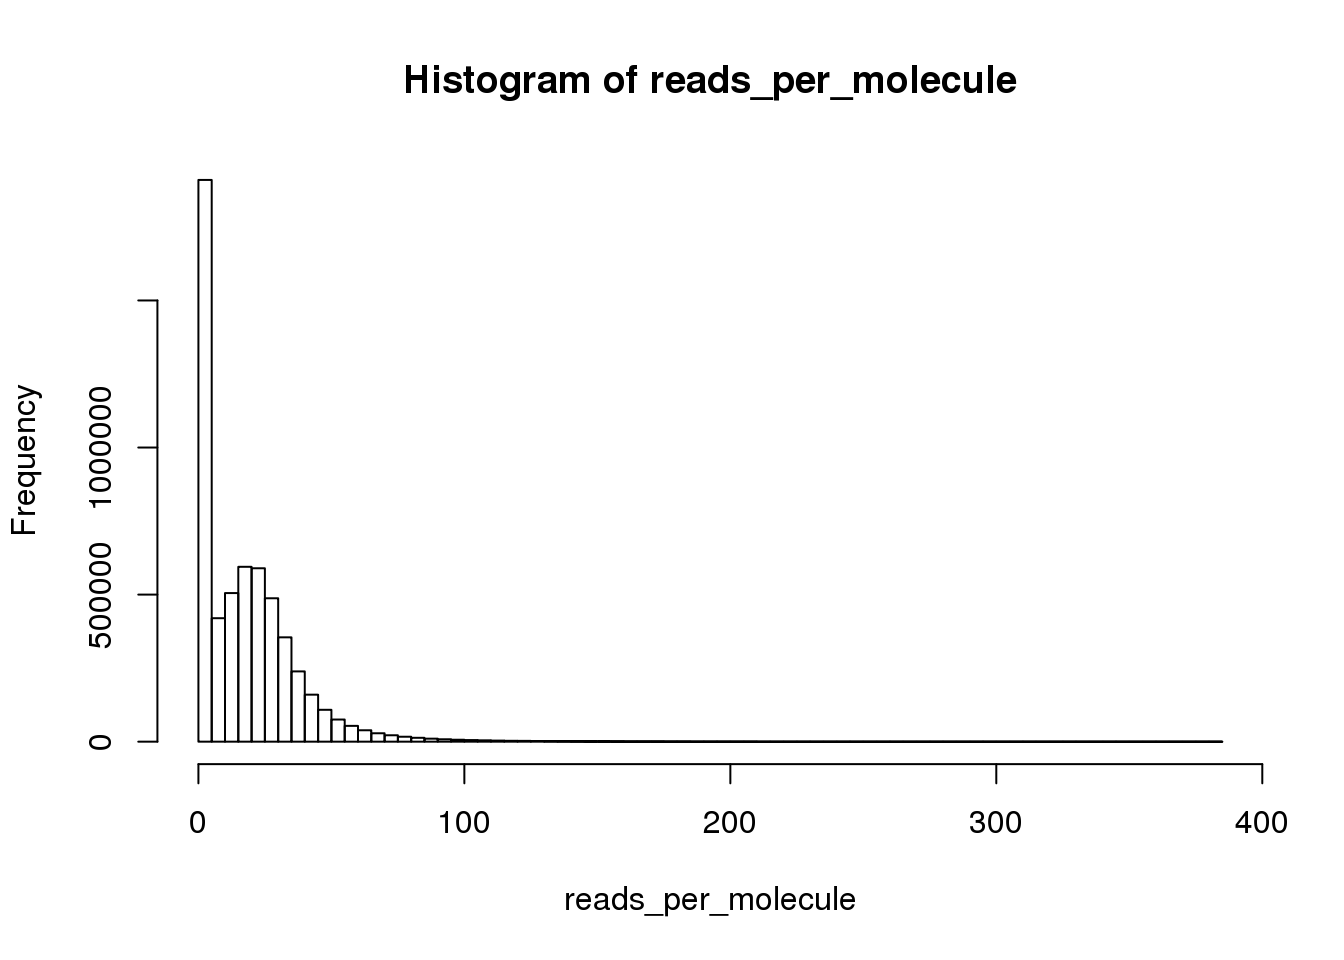 Histogram of reads_per_molecule
Frequency
1000000
500000
0
0 100 200 300 400
reads_per_molecule